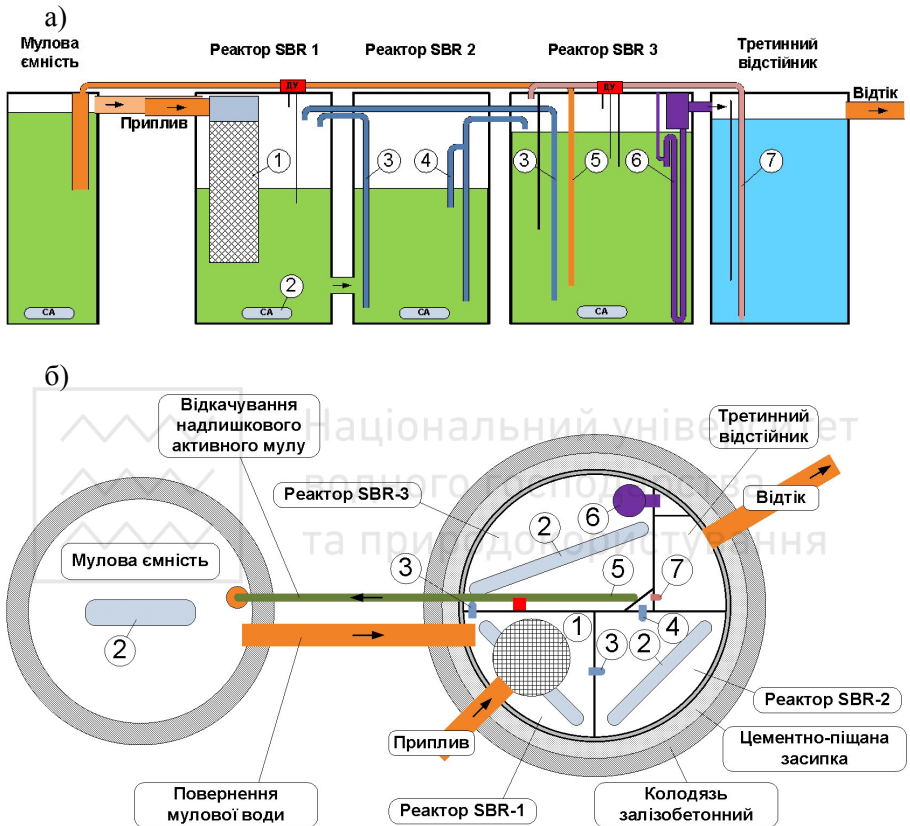 а)
Мулова
ємність
Реактор SBR 1
Реактор SBR 2
Реактор SBR 3
Третинний
відстійник
ДУ
ДУ
Відтік
Приплив
1
3
4
3
5
6
7
2
СА
СА
СА
б)
Відкачування
надлишкового
активного мулу
Національний університет
водного господарства
та природокористування
Третинний
відстійник
Реактор SBR-3
Відтік
6
2
Мулова ємність
3
5
7
1
4
2
3
2
Реактор SBR-2
Приплив
Цементно-піщана
засипка
Повернення
мулової води
Реактор SBR-1
Колодязь
залізобетонний